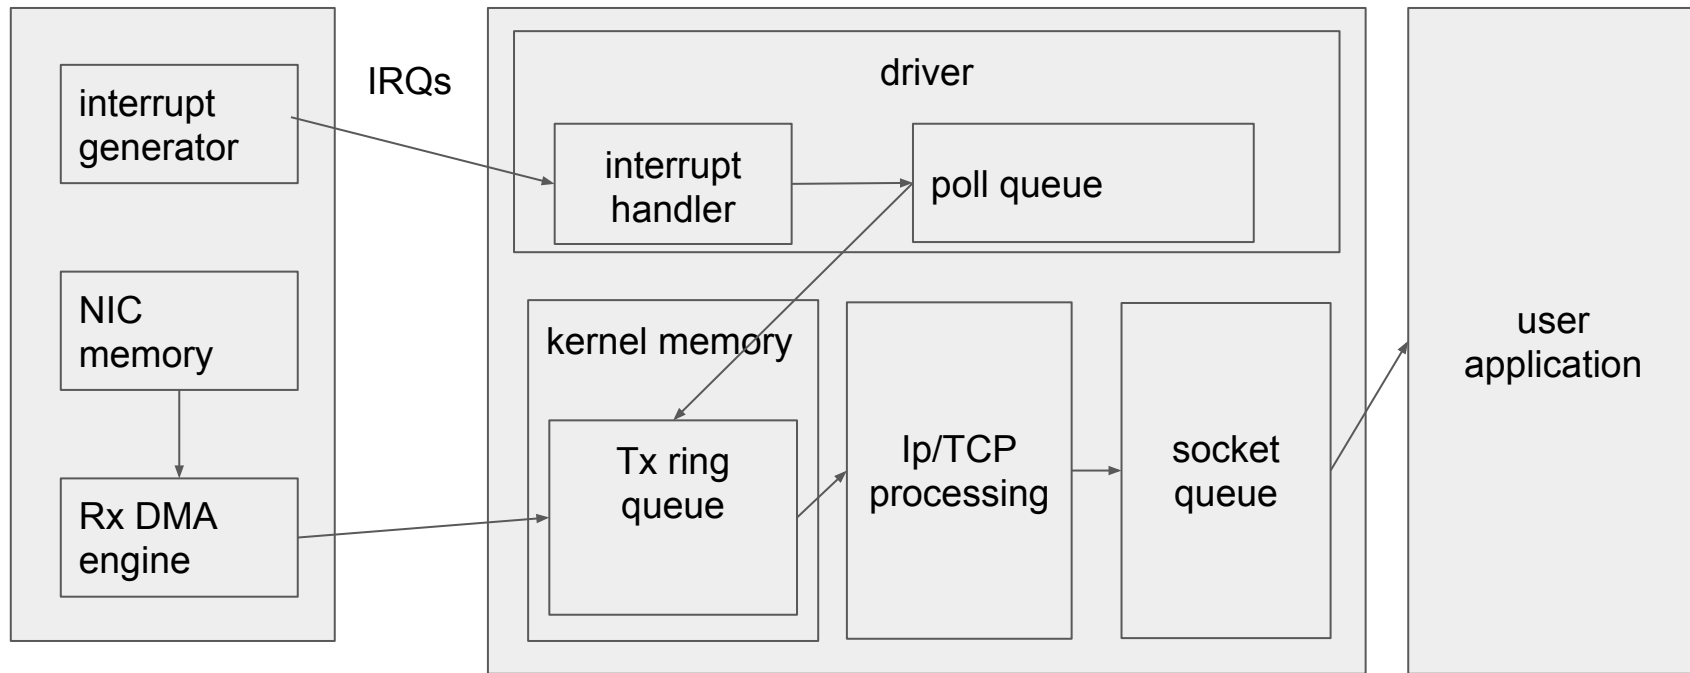 interrupt
generator
NIC
memory
Rx DMA
engine
IRQs
driver
interrupt
handler
poll queue
kernel memory
Tx ring
queue
Ip/TCP
processing
socket
queue
user
application